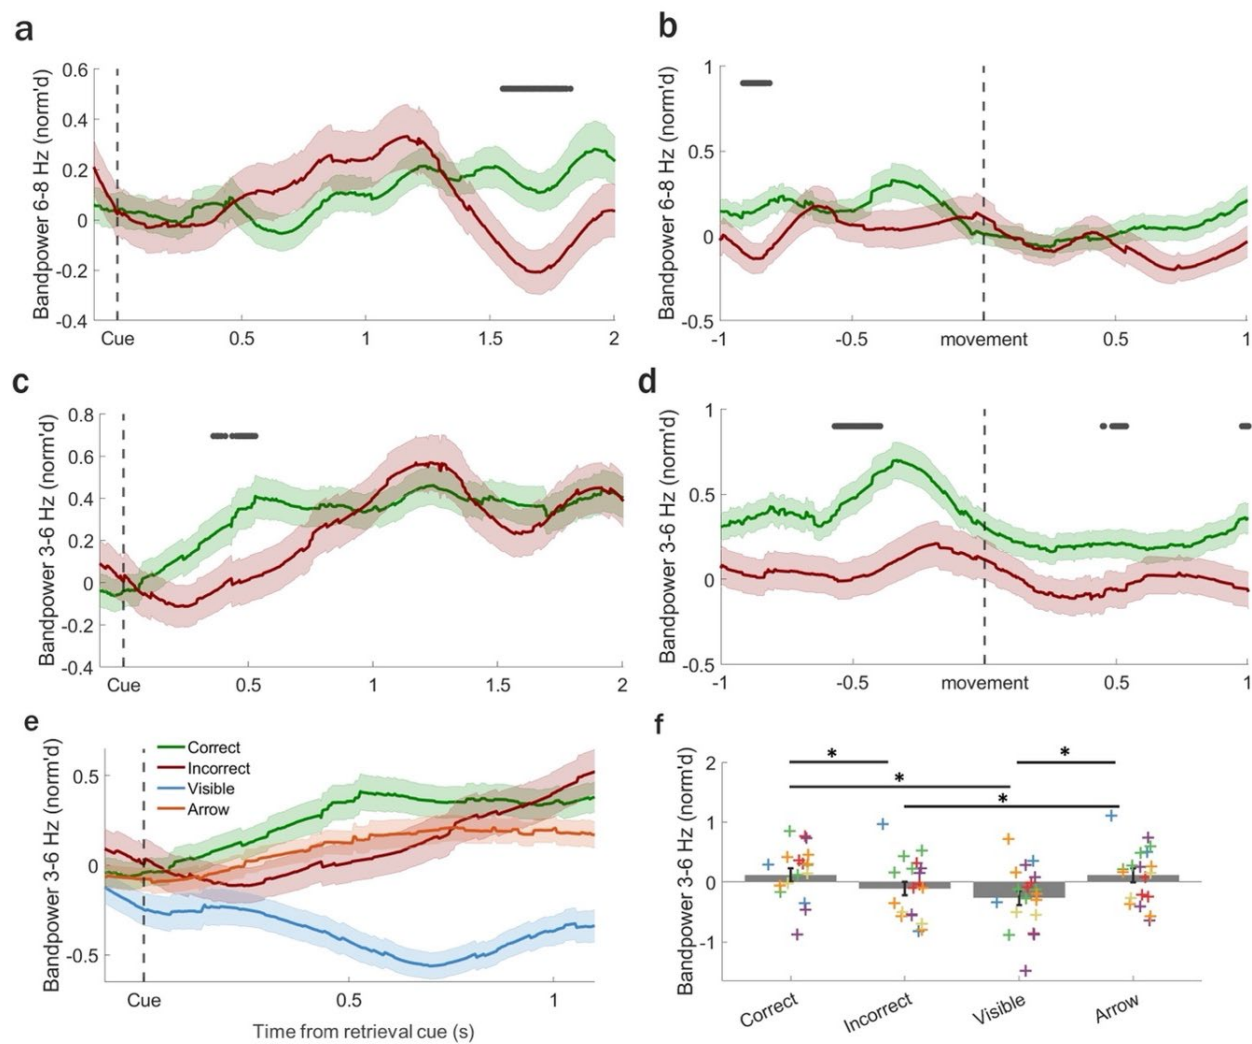 a
Bandpower 6-8 Hz (norm'd)
0.6
0.4
0.2
0
-0.2
-0.4
Cue 0.5 1 1.5 2
b
Bandpower 6-8 Hz (norm'd)
1
0.5
0
-0.5
-1 -0.5 movement 0.5 1
c
Bandpower 3-6 Hz (norm'd)
0.8
0.6
0.4
0.2
0
-0.2
-0.4
Cue 0.5 1 1.5 2
d
Bandpower 3-6 Hz (norm'd)
1
0.5
0
-0.5
-1 -0.5 movement 0.5 1
e
Bandpower 3-6 Hz (norm'd)
0.5
0
-0.5
Correct
Incorrect
Visible
Arrow
Cue 0.5 1
Time from retrieval cue (s)
f
Bandpower 3-6 Hz (norm'd)
2
1
0
-1
* *
*
*
Correct Incorrect Visible Arrow